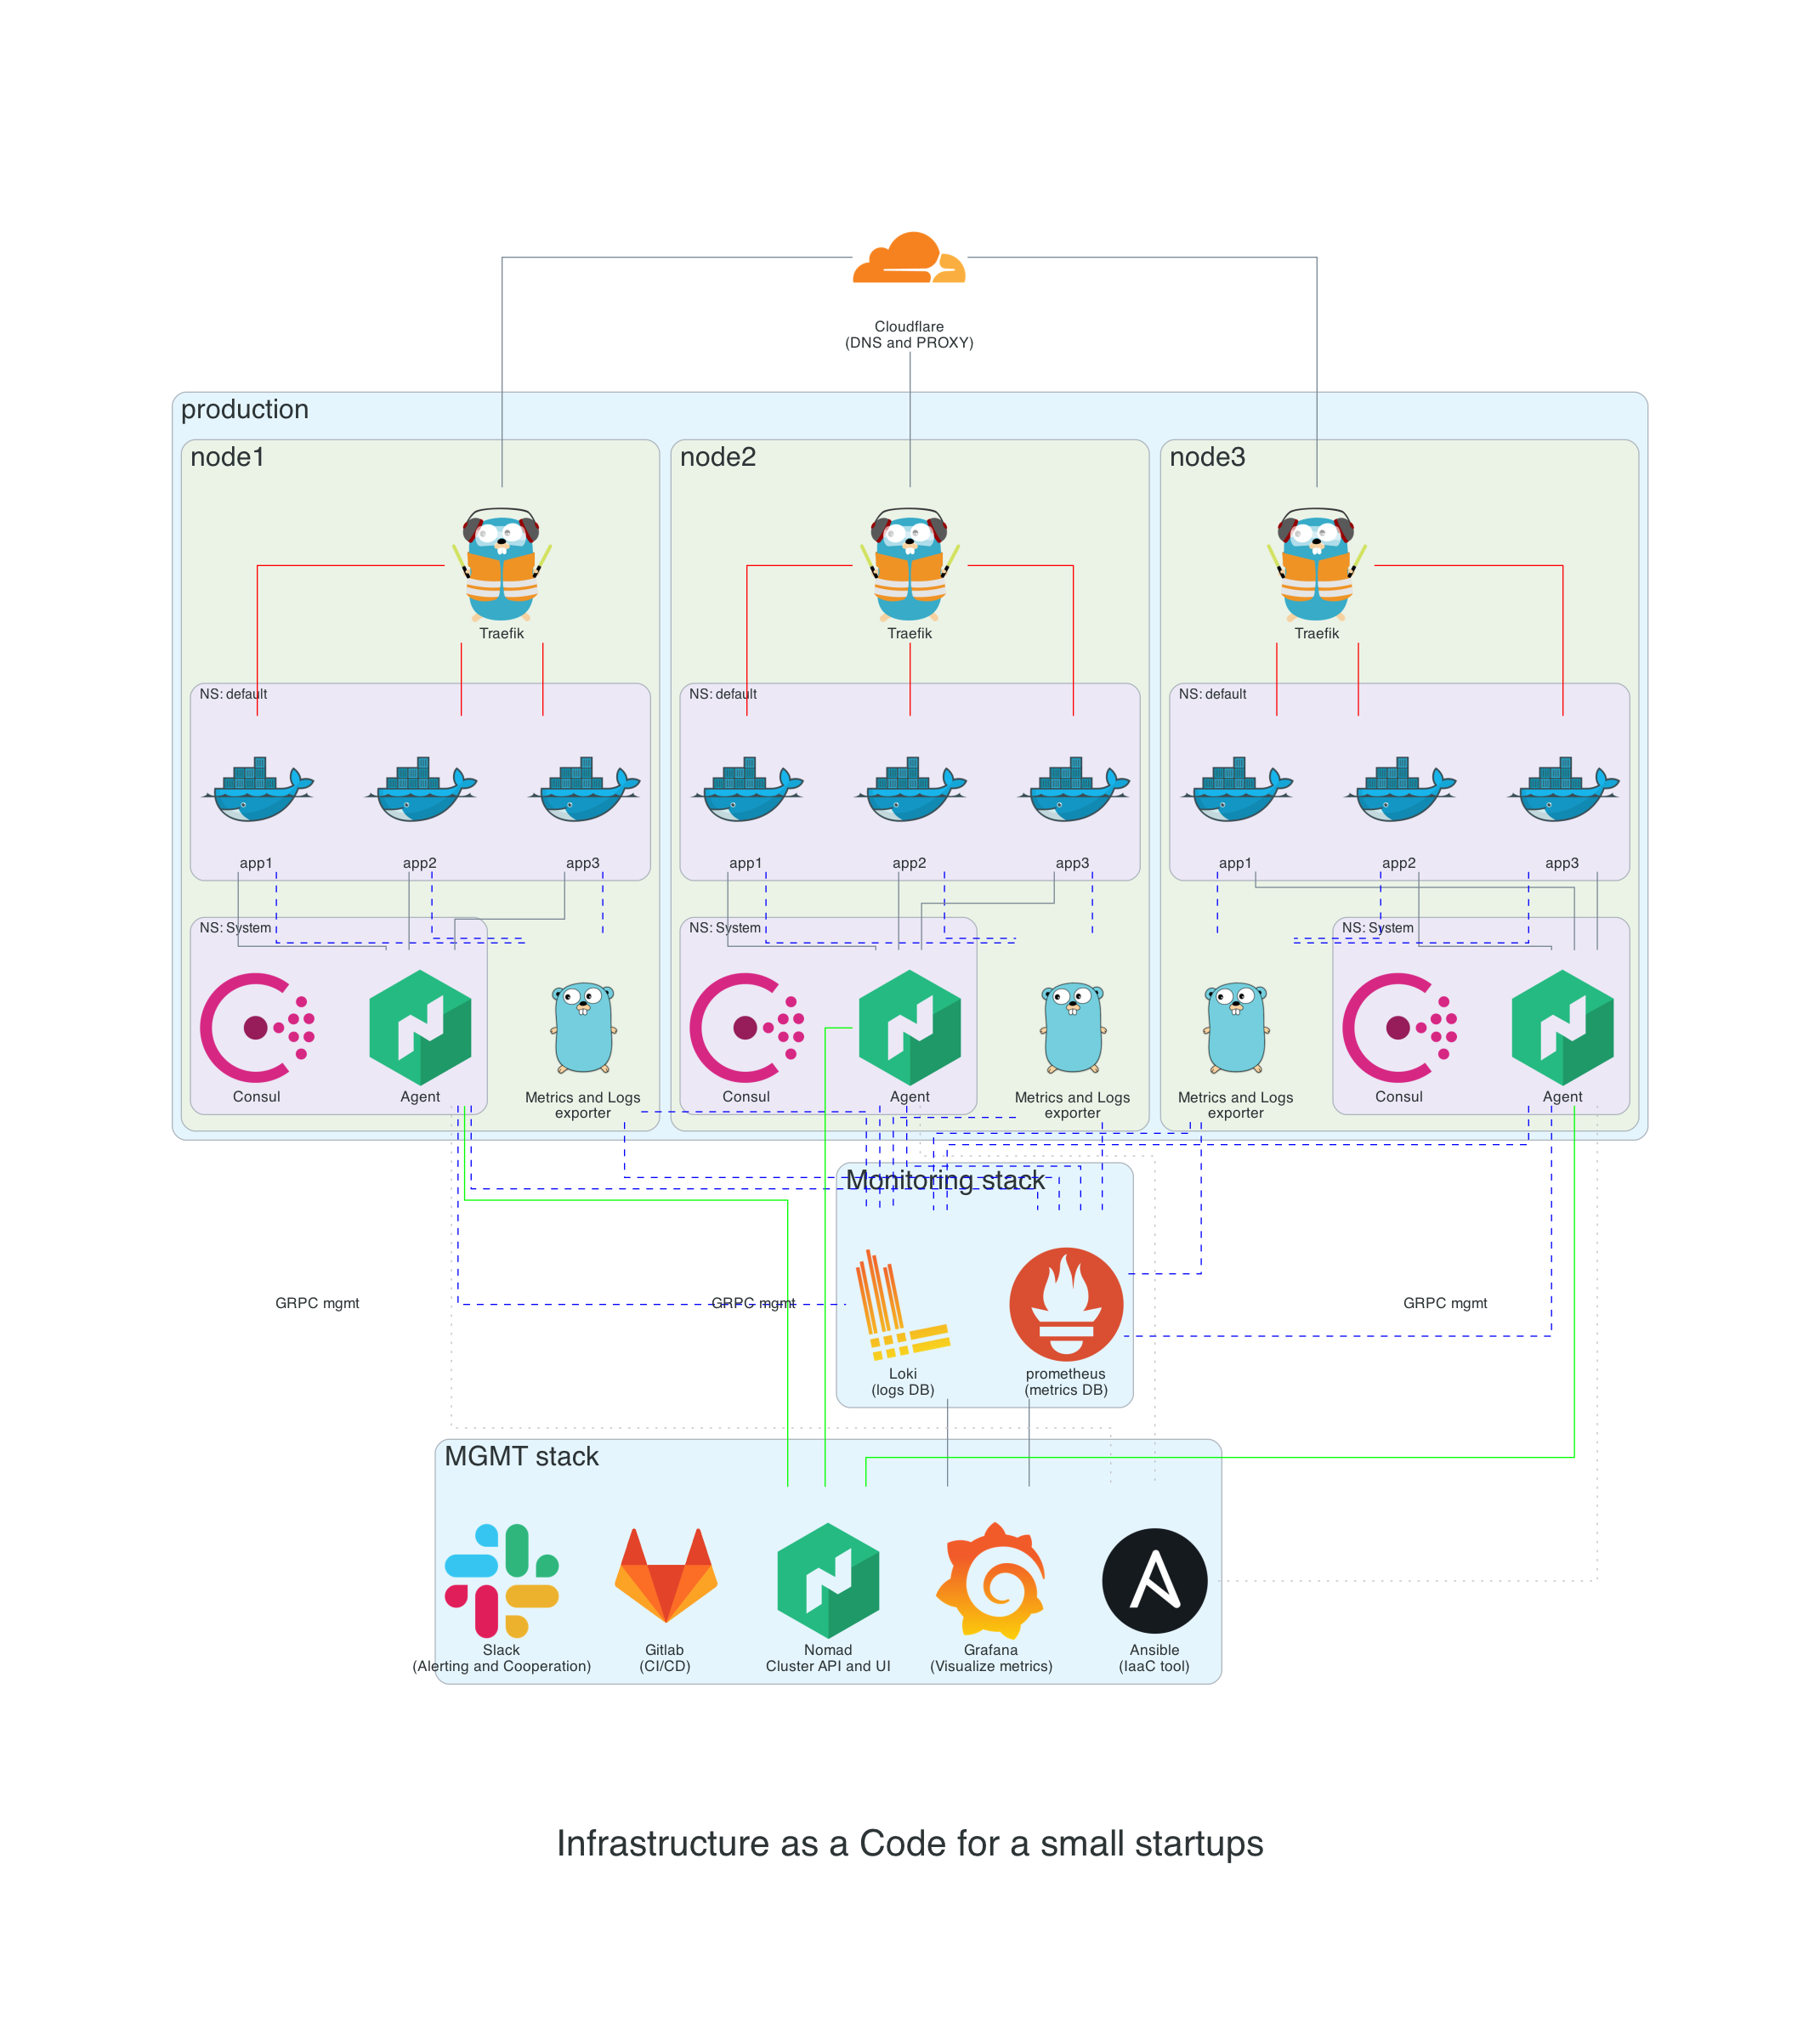 Cloudflare
(DNS and PROXY)
production
node1
node2
node3
Traefik
Traefik
Traefik
NS: default
NS: default
NS: default
app1
app2
app3
app1
app2
app3
app1
app2
app3
NS: System
NS: System
NS: System
Consul
Agent
Metrics and Logs
exporter
Consul
Agent
Metrics and Logs
exporter
Metrics and Logs
exporter
Consul
Agent
Monitoring stack
GRPC mgmt
GRPC mgmt
GRPC mgmt
Loki
(logs DB)
prometheus
(metrics DB)
MGMT stack
Slack
(Alerting and Cooperation)
Gitlab
(CI/CD)
Nomad
Cluster API and UI
Grafana
(Visualize metrics)
Ansible
(IaaC tool)
Infrastructure as a Code for a small startups